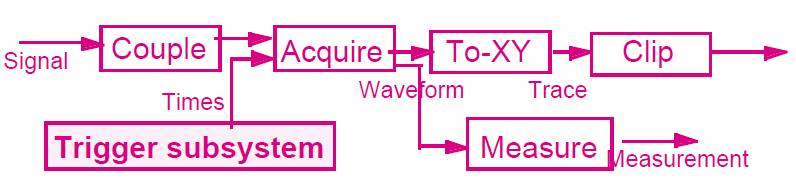 Couple
Acquire
To-XY
Clip
Signal
Times
Waveform
Trace
Trigger subsystem
Measure
Measurement